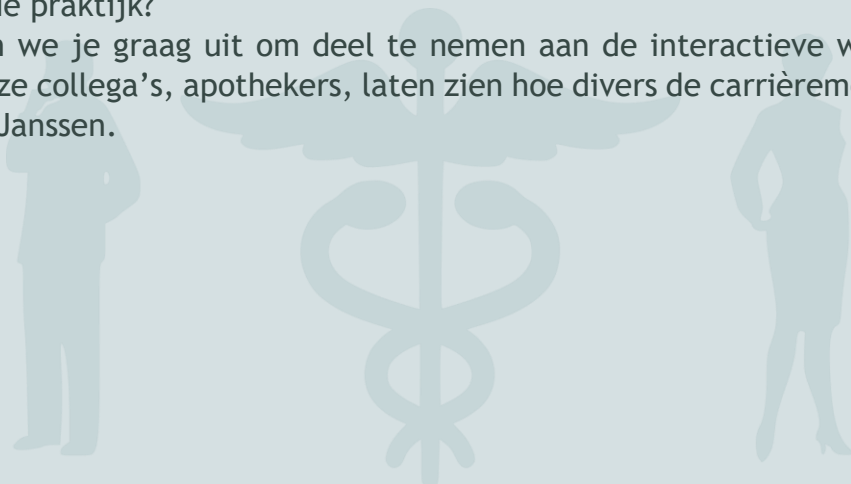 de praktijk?
we je graag uit om deel te nemen aan de interactieve
ze collega's, apothekers, laten zien hoe divers de carrièrem
Janssen.